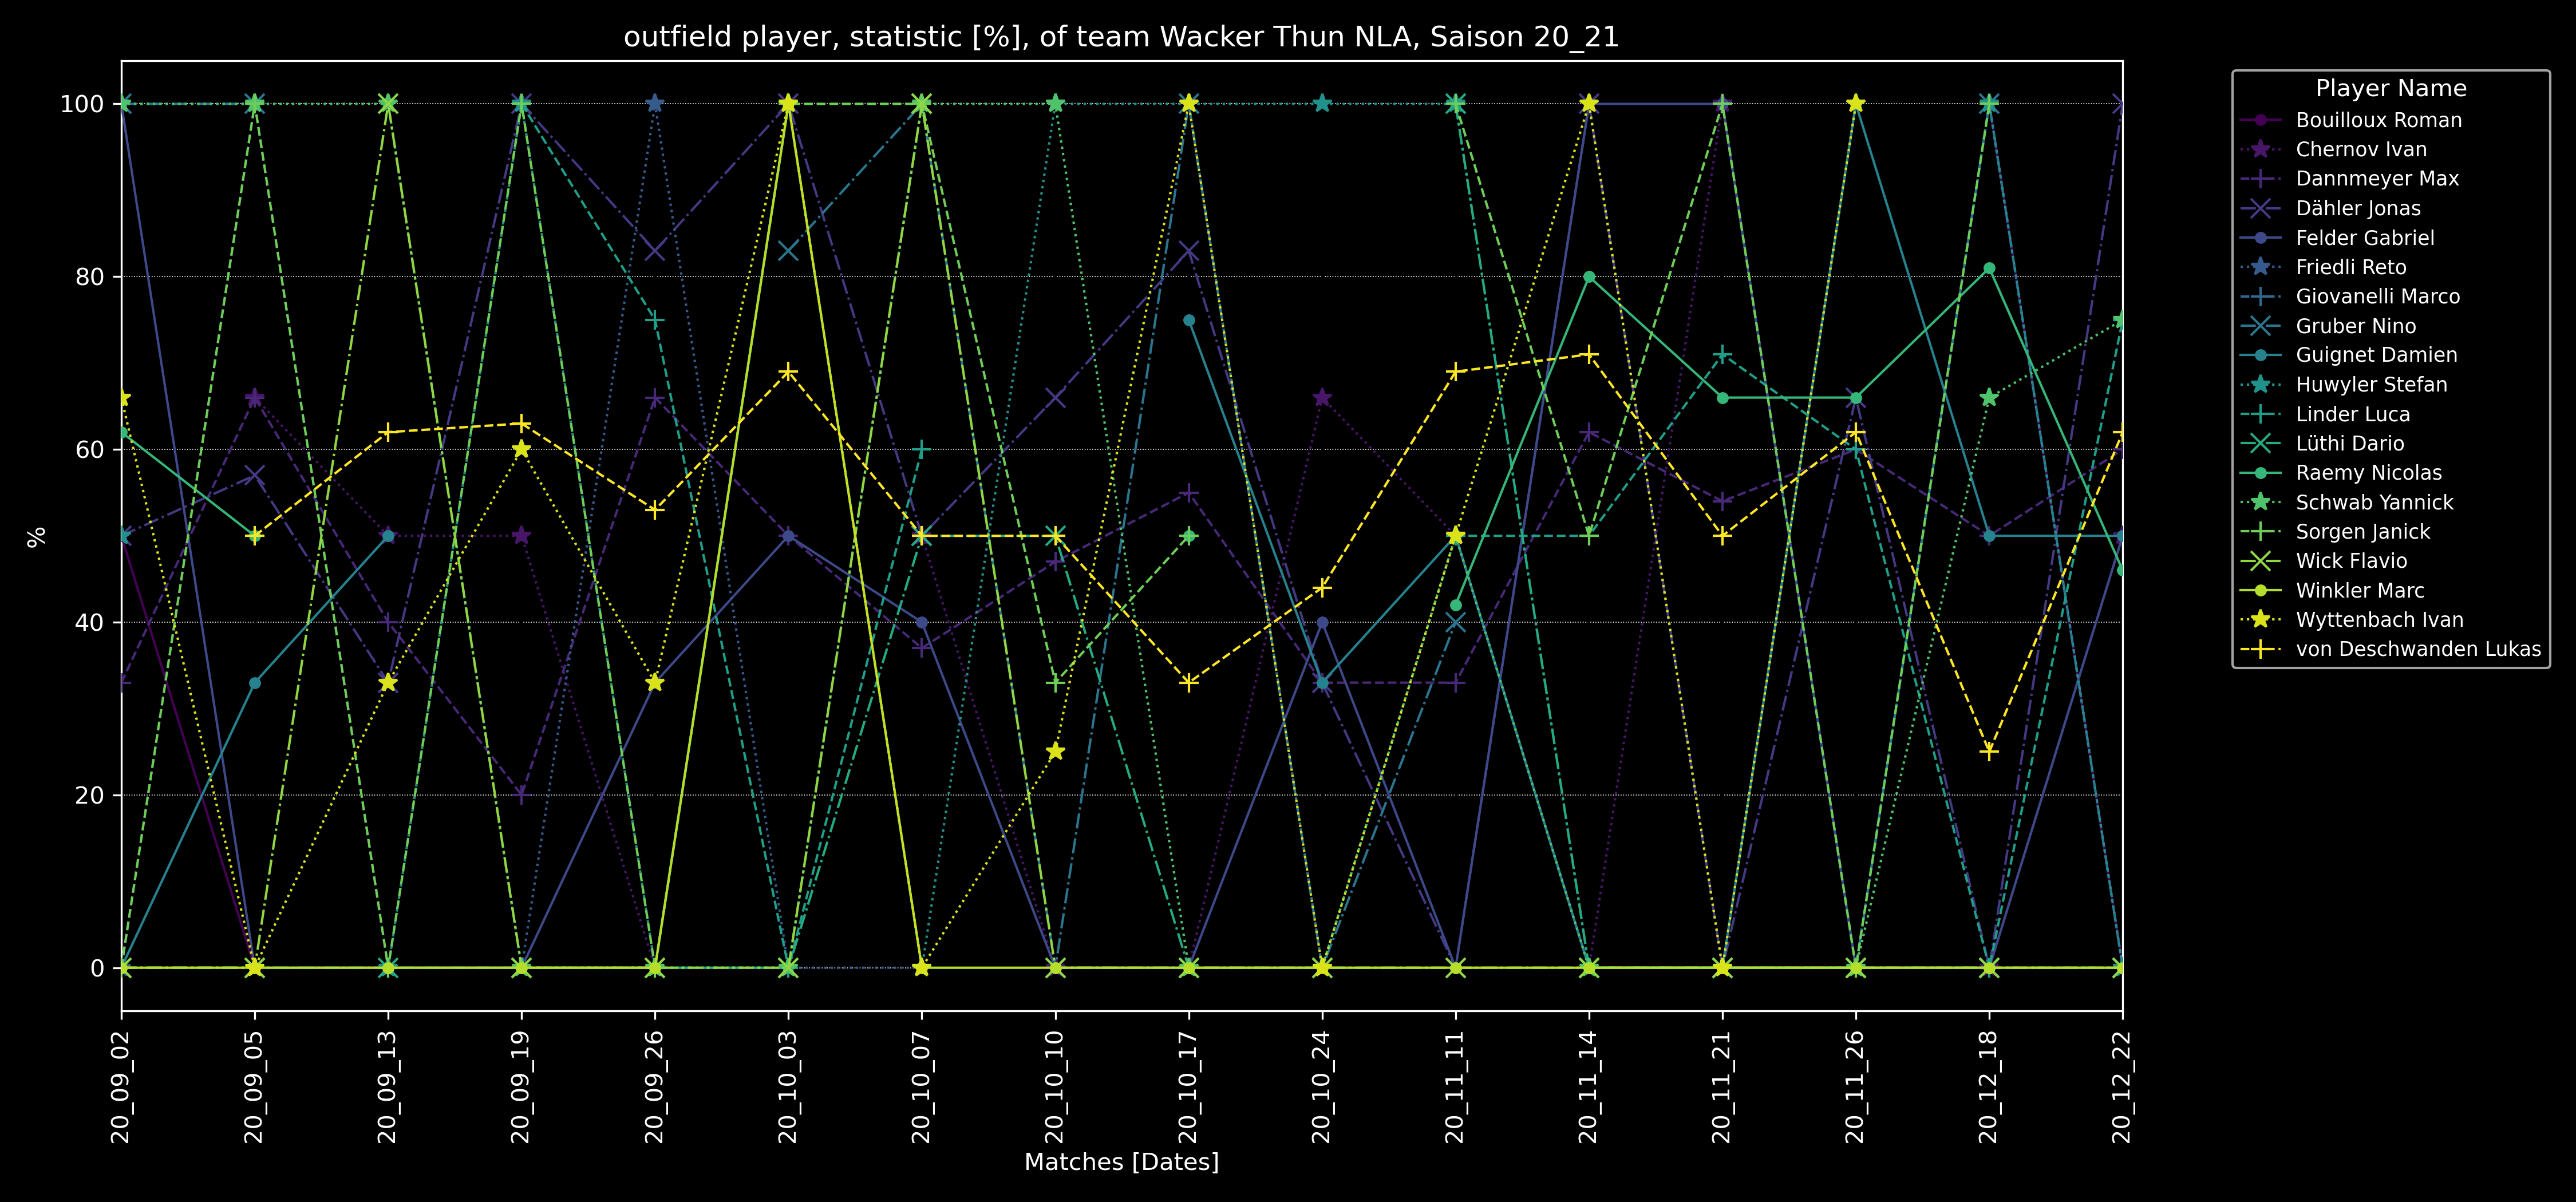 outfield player, statistic [%], of team Wacker Thun NLA, Saison 20_21
100
80
60
40
20
0
%
20_09_02
20_09_05
20_09_13
20_09_19
20_09_26
20_10_03
20_10_07
20_10_10
20_10_17
20_10_24
20_11_11
20_11_14
20_11_21
20_11_26
20_12_18
20_12_22
Matches [Dates]
Player Name
Bouilloux Roman
Chernov Ivan
Dannmeyer Max
Dähler Jonas
Felder Gabriel
Friedli Reto
Giovanelli Marco
Gruber Nino
Guignet Damien
Huwyler Stefan
Linder Luca
Lüthi Dario
Raemy Nicolas
Schwab Yannick
Sorgen Janick
Wick Flavio
Winkler Marc
Wyttenbach Ivan
von Deschwanden Lukas